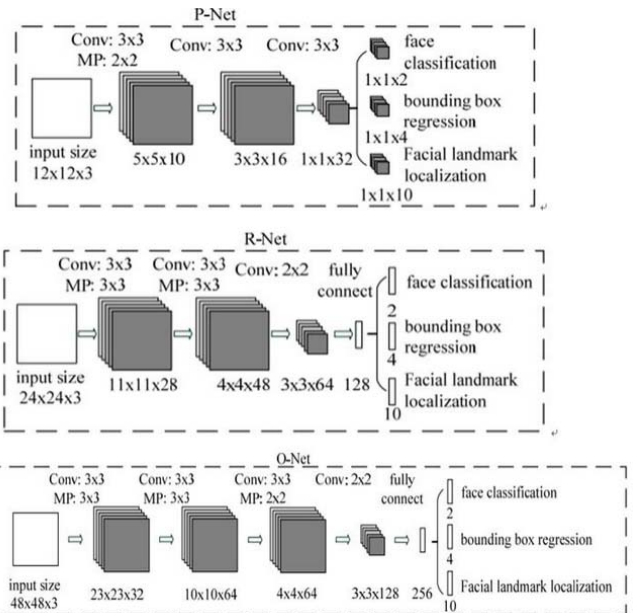 P-Net
Conv: 3x3 Conv: 3x3 Conv: 3x3
MP: 2x2
face
classification
1x1x2
bounding box
regression
1x1x4
Facial landmark
localization
1x1x10
input size
12x12x3
5x5x10 3x3x16 1x1x32
R-Net
Conv: 3x3 Conv: 3x3 Conv: 2x2 fully
MP: 3x3 MP: 3x3 connect
face classification
2
bounding box
regression
4
Facial landmark
localization
10
input size
24x24x3
11x11x28 4x4x48 3x3x64 128
O-Net
Conv: 3x3 Conv: 3x3 Conv: 3x3 Conv: 2x2 fully
MP: 3x3 MP: 3x3 MP: 2x2 connect
face classification
2
bounding box regression
4
Facial landmark localization
10
input size
48x48x3
23x23x32 10x10x64 4x4x64 3x3x128 256